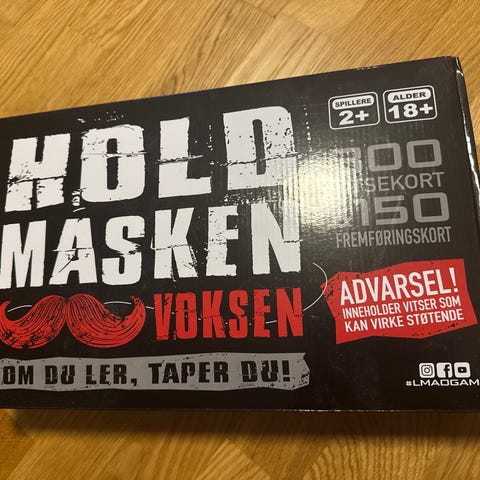 SPILLERE
2+
ALDER
18+
HOLD
MASKEN
VOKSEN
OM DU LER, TAPER DU!
150
FREMFØRINGSKORT
ADVARSEL!
INNEHOLDER VITSER SOM
KAN VIRKE STØTENDE
#LMAOGAM